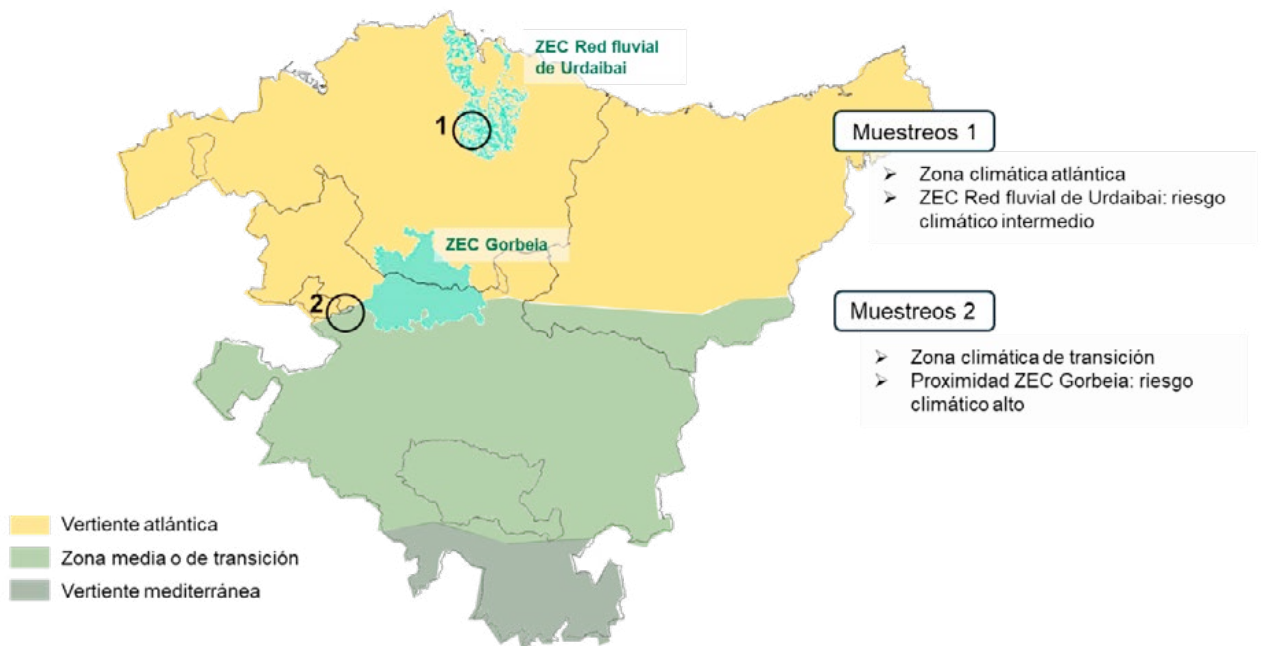 ZEC Red fluvial
de Urdaibai
1
Muestreos 1
➢ Zona climática atlántica
➢ ZEC Red fluvial de Urdaibai: riesgo
climático intermedio
ZEC Gorbeia
2
Muestreos 2
➢ Zona climática de transición
➢ Proximidad ZEC Gorbeia: riesgo
climático alto
Vertiente atlántica
Zona media o de transición
Vertiente mediterránea